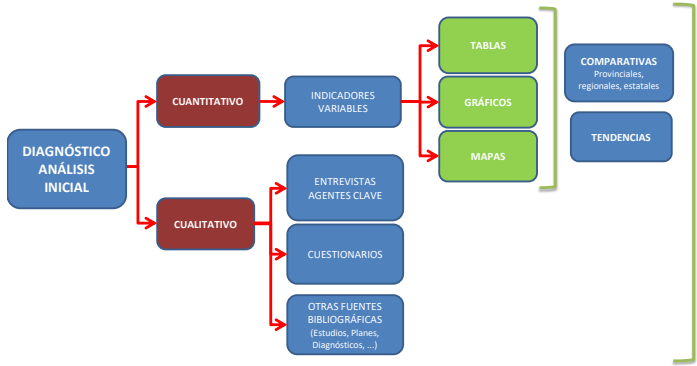 DIAGNÓSTICO
ANÁLISIS
INICIAL
CUANTITATIVO
CUALITATIVO
INDICADORES
VARIABLES
ENTREVISTAS
AGENTES CLAVE
CUESTIONARIOS
OTRAS FUENTES
BIBLIOGRÁFICAS
(Estudios, Planes,
Diagnósticos, ...)
TABLAS
GRÁFICOS
MAPAS
COMPARATIVAS
Provinciales,
regionales, estatales
TENDENCIAS